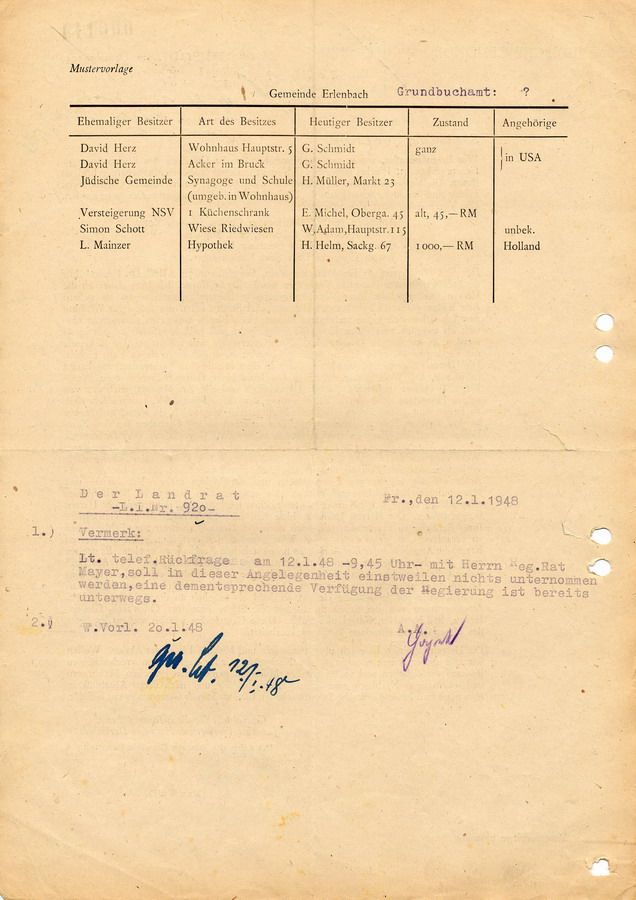 Mustervorlage
Gemeinde Erlenbach Grundbuchamt: ?
Ehemaliger Besitzer Art des Besitzes Heutiger Besitzer Zustand Angehörige
David Herz Wohnhaus Hauptstr. 5 G. Schmidt ganz
in USA
David Herz Acker im Bruck G. Schmidt
Jüdische Gemeinde Synagoge und Schule H. Müller, Markt 23
(umgeb. in Wohnhaus)
Versteigerung NSV 1 Küchenschrank E. Michel, Oberga. 45 alt, 45,— RM
Simon Schott Wiese Riedwiesen W. Adam, Hauptstr. 115 unbek.
L. Mainzer Hypothek H. Helm, Sackg. 67 1000,— RM Holland
Der Landrat Fr.,den 12.1.1948
-L.I.Nr. 920-
1.) Vermerk:
Lt. telef.Rückfrage am 12.1.48 -9,45 Uhr- mit Herrn Reg.Rat
Mayer,soll in dieser Angelegenheit einstweilen nichts unternommen
werden,eine dementsprechende Verfügung der Regierung ist bereits
unterwegs.
2.) W.Vorl. 20.1.48 A.A.
12/I.48